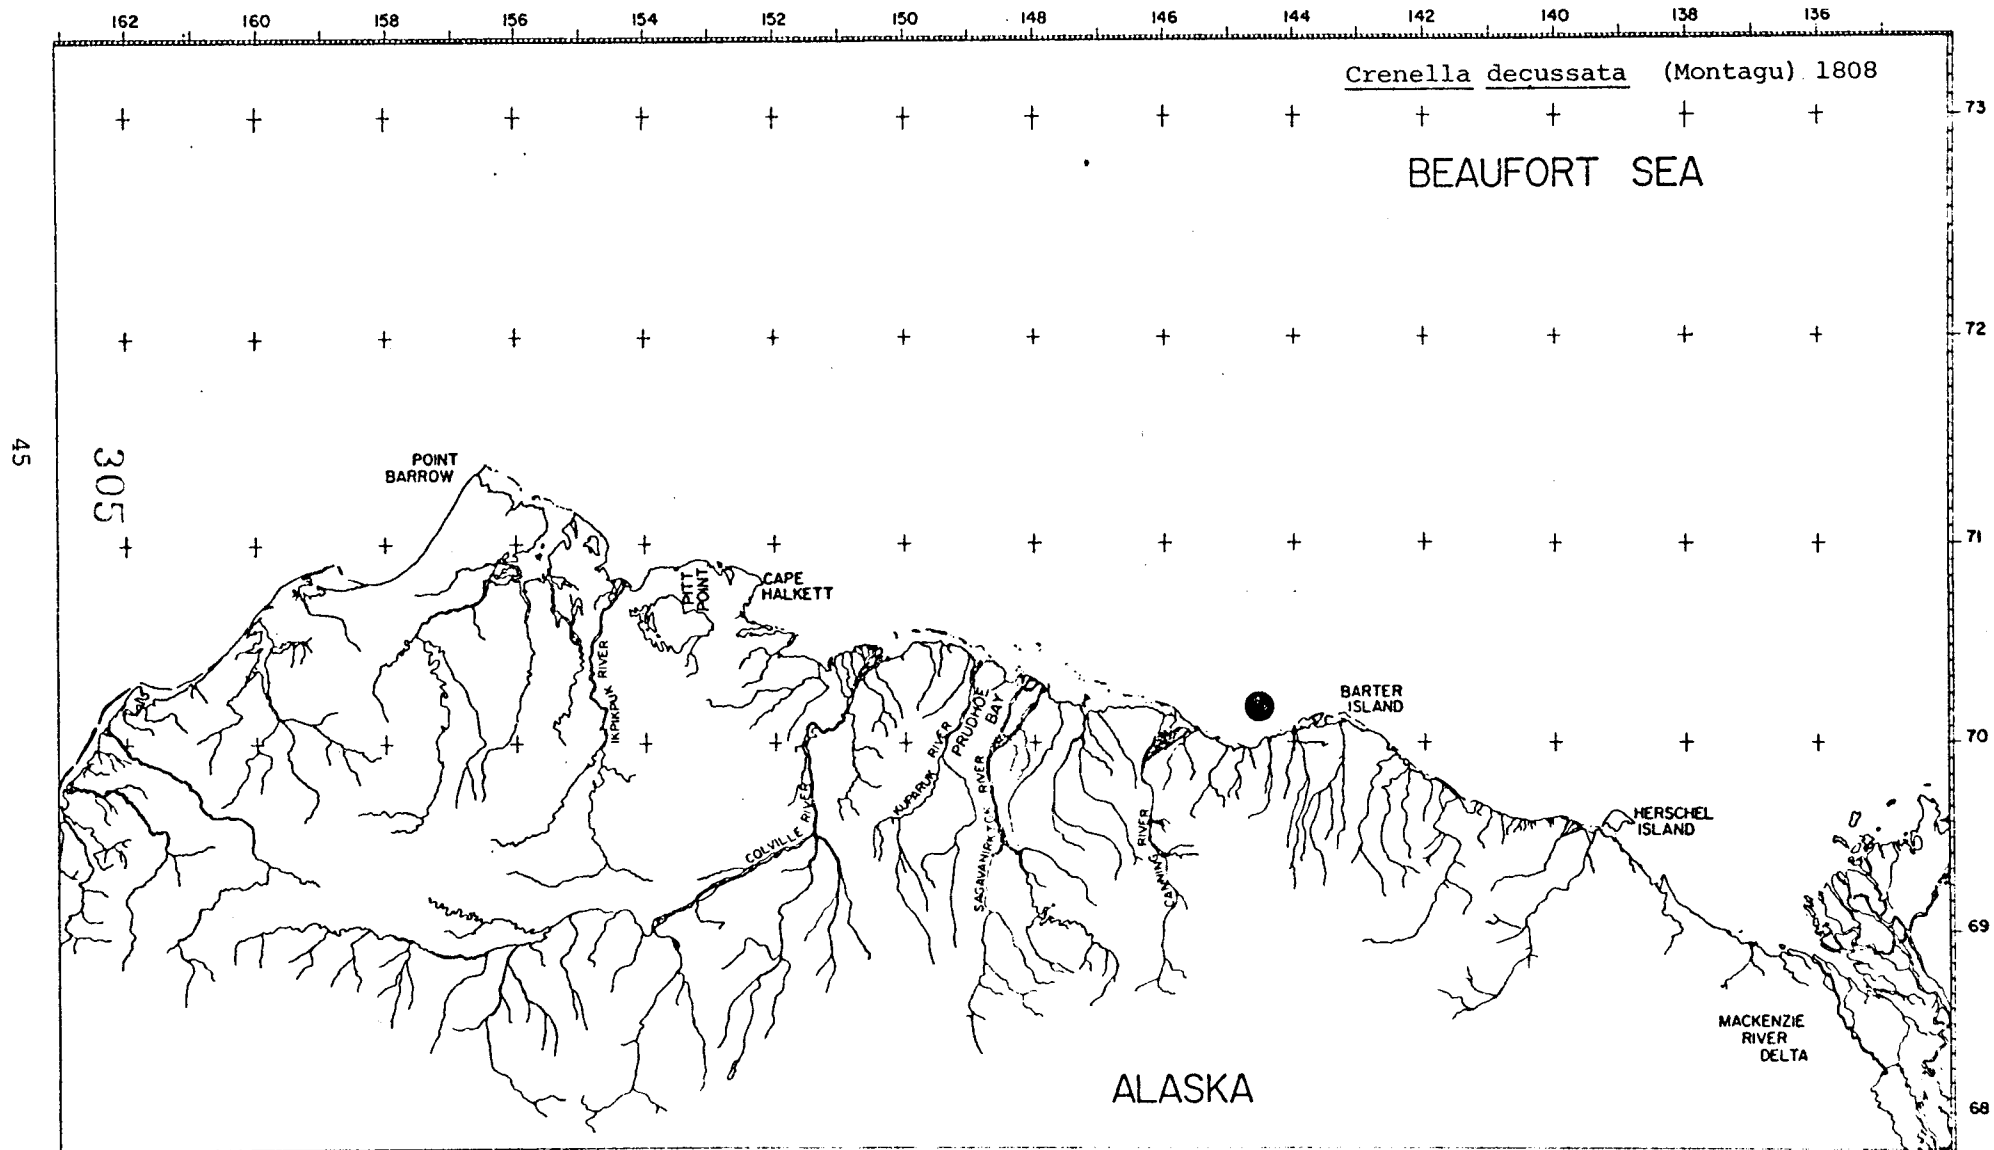 162 160 158 156 154 152 150 148 146 144 142 140 138 136
Crenella decussata (Montagu) 1808
73
BEAUFORT SEA
72
45
305
POINT
BARROW
71
PITT
POINT
CAPE
HALKETT
IKPIKPUK RIVER
COLVILLE RIVER
KUPARUK RIVER
PRUDHOE
BAY
SAGAVANIRKTOK RIVER
CANNING RIVER
BARTER
ISLAND
70
HERSCHEL
ISLAND
69
MACKENZIE
RIVER
DELTA
ALASKA
68